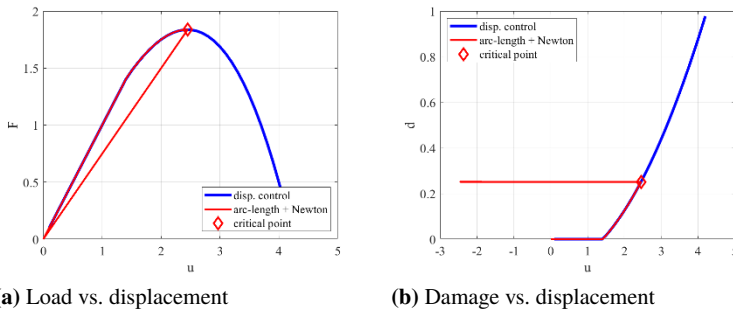 2
1.5
1
0.5
0
F
0
1
2
3
4
5
u
disp. control
arc-length + Newton
critical point
1
0.8
0.6
0.4
0.2
0
d
-3
-2
-1
0
1
2
3
4
5
u
disp. control
arc-length + Newton
critical point
(a) Load vs. displacement
(b) Damage vs. displacement